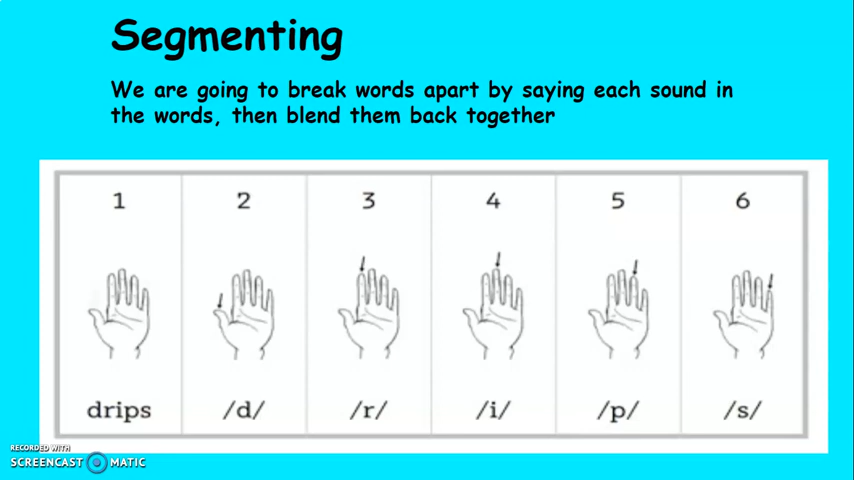 Segmenting
We are going to break words apart by saying each sound in
the words, then blend them back together
1 2 3 4 5 6
drips /d/ /r/ /i/ /p/ /s/
RECORDED WITH
SCREENCAST MATIC